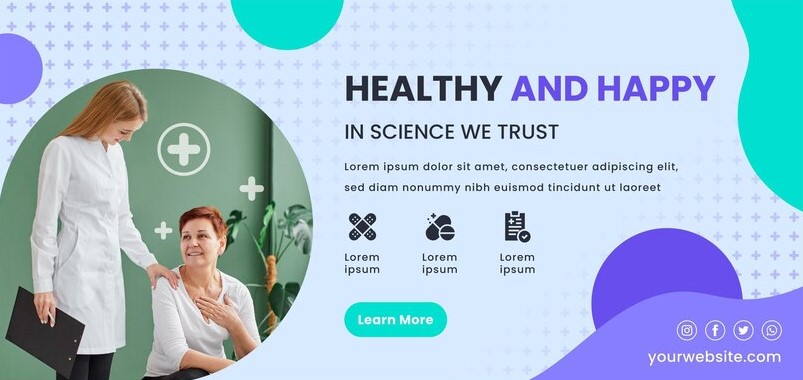 HEALTHY AND HAPPY
IN SCIENCE WE TRUST
Lorem ipsum dolor sit amet, consectetuer adipiscing elit,
sed diam nonummy nibh euismod tincidunt ut laoreet
Lorem
ipsum
Lorem
ipsum
Lorem
ipsum
Learn More
yourwebsite.com